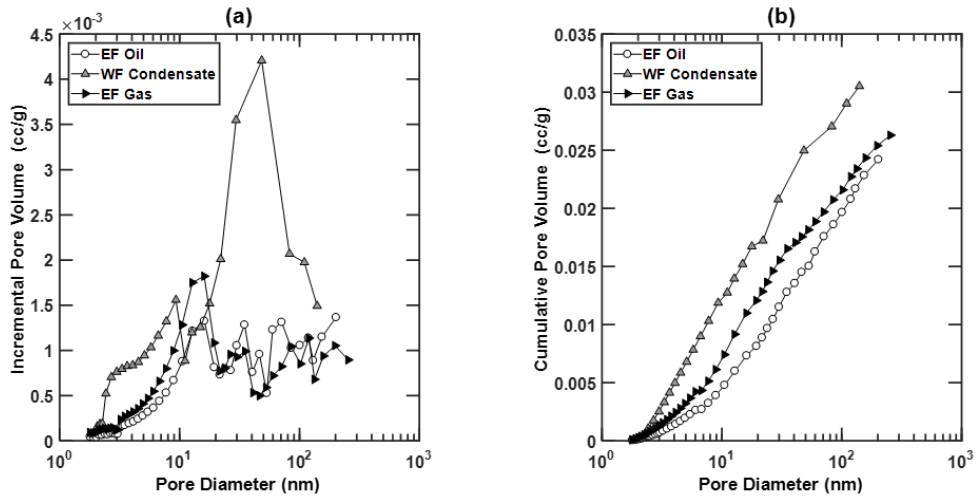 (a)
×10⁻³
4.5
4
3.5
3
2.5
2
1.5
1
0.5
0
Incremental Pore Volume (cc/g)
EF Oil
WF Condensate
EF Gas
10⁰
10¹
10²
10³
Pore Diameter (nm)
(b)
0.035
0.03
0.025
0.02
0.015
0.01
0.005
0
Cumulative Pore Volume (cc/g)
EF Oil
WF Condensate
EF Gas
10⁰
10¹
10²
10³
Pore Diameter (nm)